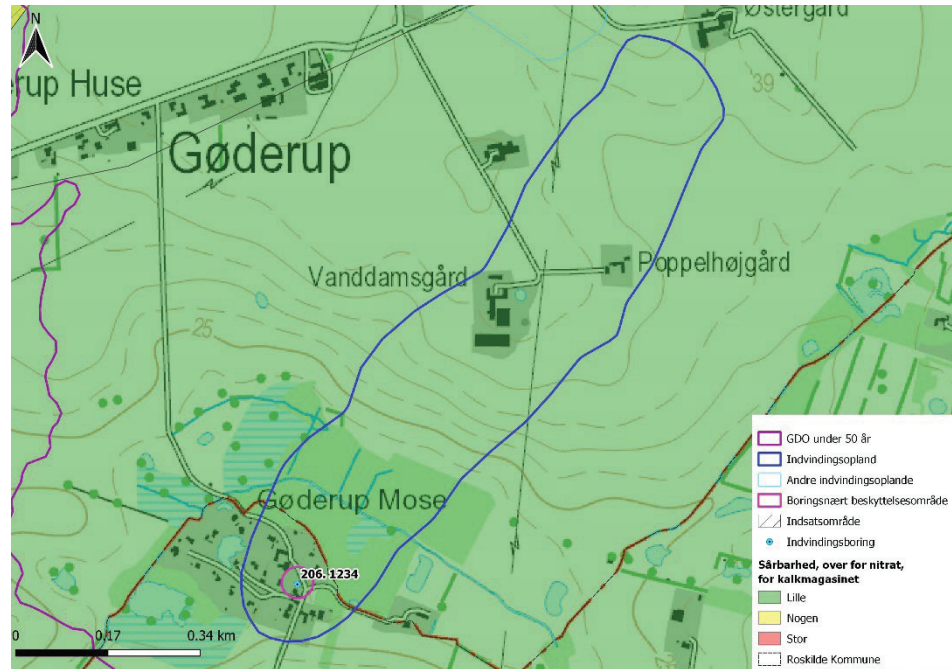 N
Østergård
erup Huse
39
Gøderup
Vanddamsgård
Poppelhøjgård
25
Gøderup Mose
206. 1234
0 0.17 0.34 km
GDO under 50 år
Indvindingsopland
Andre indvindingsoplande
Boringsnært beskyttelsesområde
Indsatsområde
Indvindingsboring
Sårbarhed, over for nitrat,
for kalkmagasinet
Lille
Nogen
Stor
Roskilde Kommune